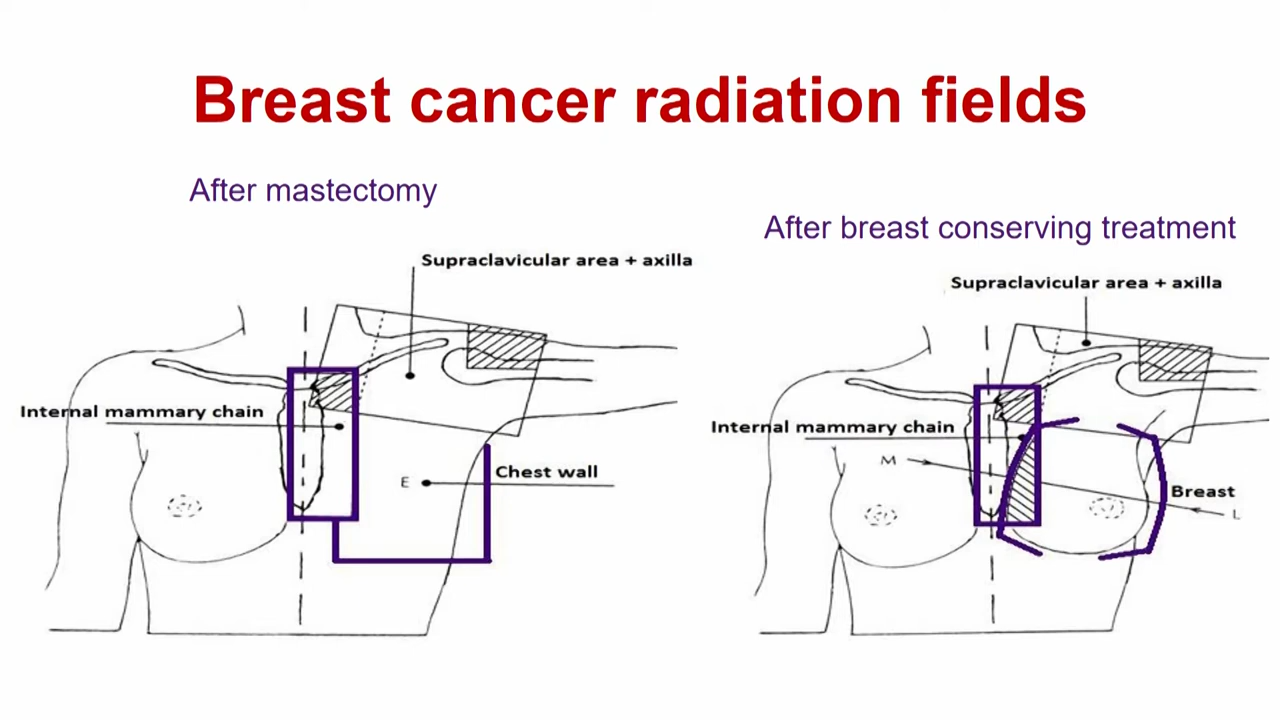 Breast cancer radiation fields
After mastectomy
Supraclavicular area + axilla
Internal mammary chain
E
Chest wall
After breast conserving treatment
Supraclavicular area + axilla
Internal mammary chain
M
Breast
L